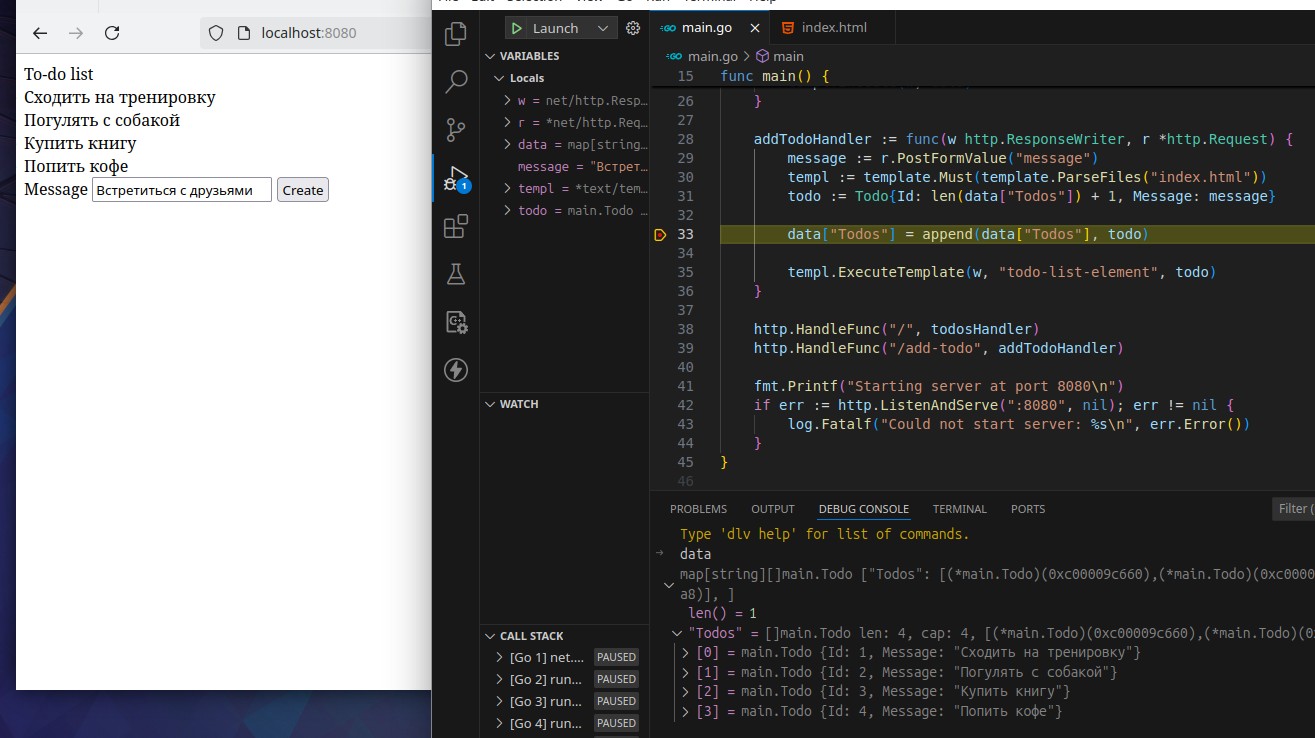 localhost:8080
To-do list
Сходить на тренировку
Погулять с собакой
Купить книгу
Попить кофе
Message Встретиться с друзьями Create
Launch
VARIABLES
Locals
w = net/http.Resp…
r = *net/http.Req…
data = map[string…
message = "Встрет…
templ = *text/tem…
todo = main.Todo …
WATCH
CALL STACK
[Go 1] net.... PAUSED
[Go 2] run... PAUSED
[Go 3] run... PAUSED
[Go 4] run... PAUSED
1
main.go
index.html
main.go > main
15 func main() {
26 }
27
28 addTodoHandler := func(w http.ResponseWriter, r *http.Request) {
29 message := r.PostFormValue("message")
30 templ := template.Must(template.ParseFiles("index.html"))
31 todo := Todo{Id: len(data["Todos"]) + 1, Message: message}
32
33 data["Todos"] = append(data["Todos"], todo)
34
35 templ.ExecuteTemplate(w, "todo-list-element", todo)
36 }
37
38 http.HandleFunc("/", todosHandler)
39 http.HandleFunc("/add-todo", addTodoHandler)
40
41 fmt.Printf("Starting server at port 8080\n")
42 if err := http.ListenAndServe(":8080", nil); err != nil {
43 log.Fatalf("Could not start server: %s\n", err.Error())
44 }
45 }
46
PROBLEMS OUTPUT DEBUG CONSOLE TERMINAL PORTS Filter (
Type 'dlv help' for list of commands.
data
map[string][]main.Todo ["Todos": [(*main.Todo)(0xc00009c660),(*main.Todo)(0xc0000
a8)], ]
len() = 1
"Todos" = []main.Todo len: 4, cap: 4, [(*main.Todo)(0xc00009c660),(*main.Todo)(0
[0] = main.Todo {Id: 1, Message: "Сходить на тренировку"}
[1] = main.Todo {Id: 2, Message: "Погулять с собакой"}
[2] = main.Todo {Id: 3, Message: "Купить книгу"}
[3] = main.Todo {Id: 4, Message: "Попить кофе"}